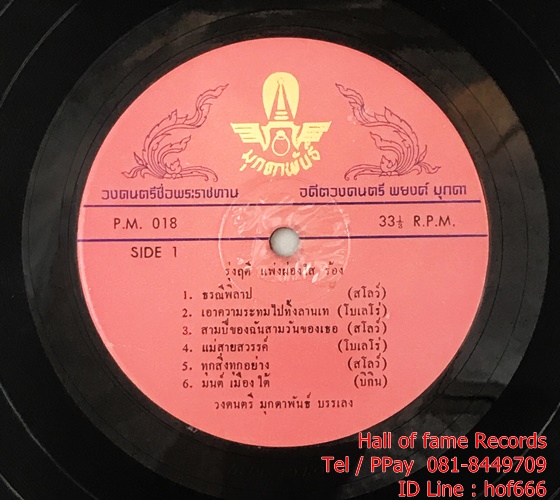 มุกดาพันธ์
วงดนตรีชื่อพระราชทาน อดีตวงดนตรี พยงค์ มุกดา
P.M. 018 33⅓ R.P.M.
SIDE 1
รุ่งฤดี แพ่งผ่องใส ร้อง
1. ธรณีพิลาป (สโลว์)
2. เอาความระทมไปทิ้งลานเท (โบเลโร่)
3. สามปีของฉันสามวันของเธอ (สโลว์)
4. แม่สายสวรรค์ (โบเลโร่)
5. ทุกสิ่งทุกอย่าง (สโลว์)
6. มนต์ เมืองใต้ (บิกิน)
วงดนตรี มุกดาพันธ์ บรรเลง
Hall of fame Records
Tel / PPay 081-8449709
ID Line : hof666